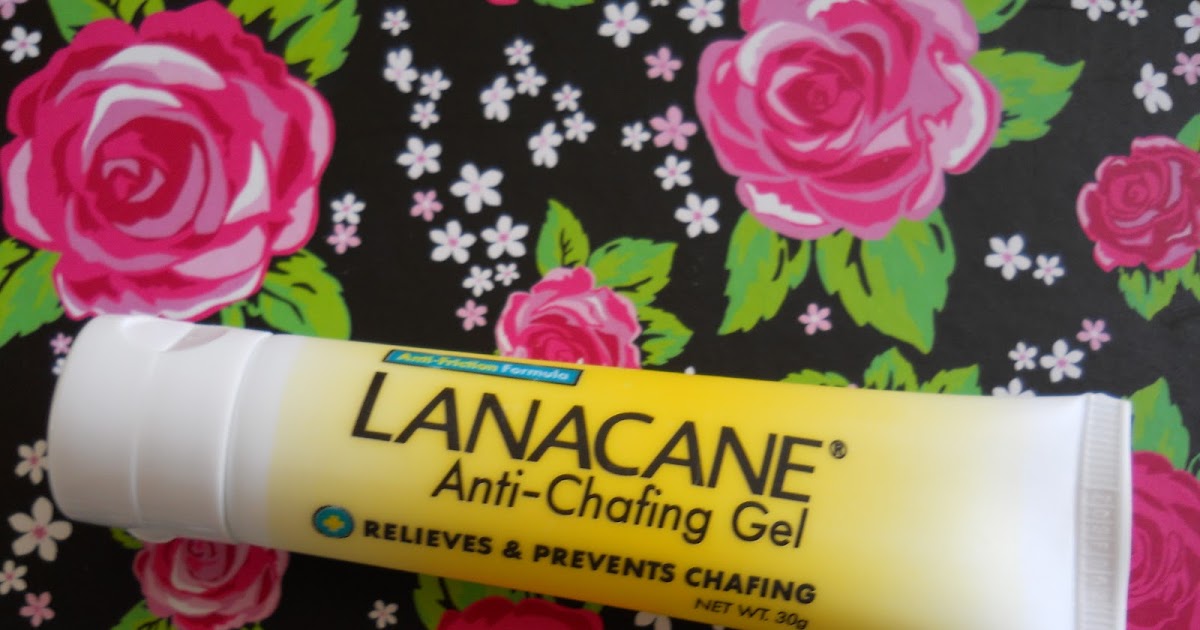 Anti-Friction Formula
LANACANE®
Anti-Chafing Gel
RELIEVES & PREVENTS CHAFING
NET WT. 30g